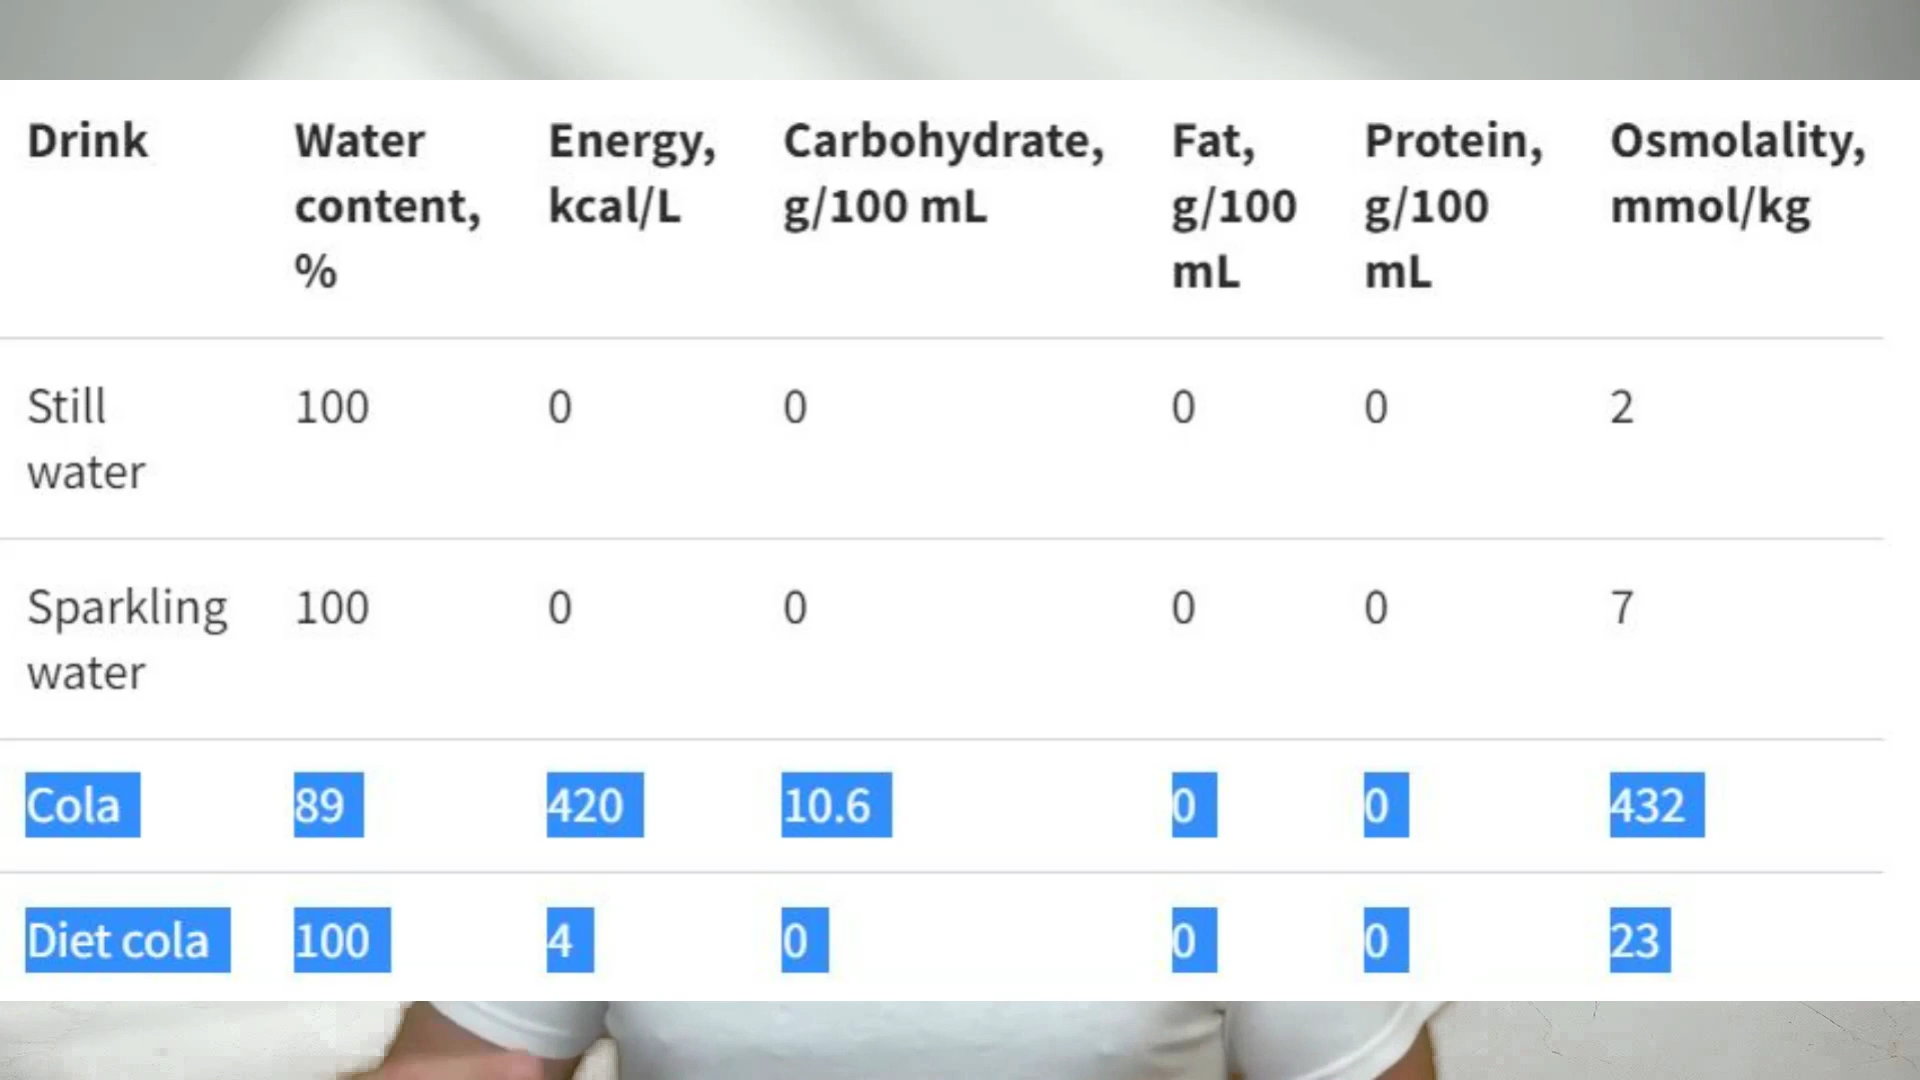 Drink Water Energy, Carbohydrate, Fat, Protein, Osmolality,
content, kcal/L g/100 mL g/100 g/100 mmol/kg
% mL mL
Still 100 0 0 0 0 2
water
Sparkling 100 0 0 0 0 7
water
Cola 89 420 10.6 0 0 432
Diet cola 100 4 0 0 0 23